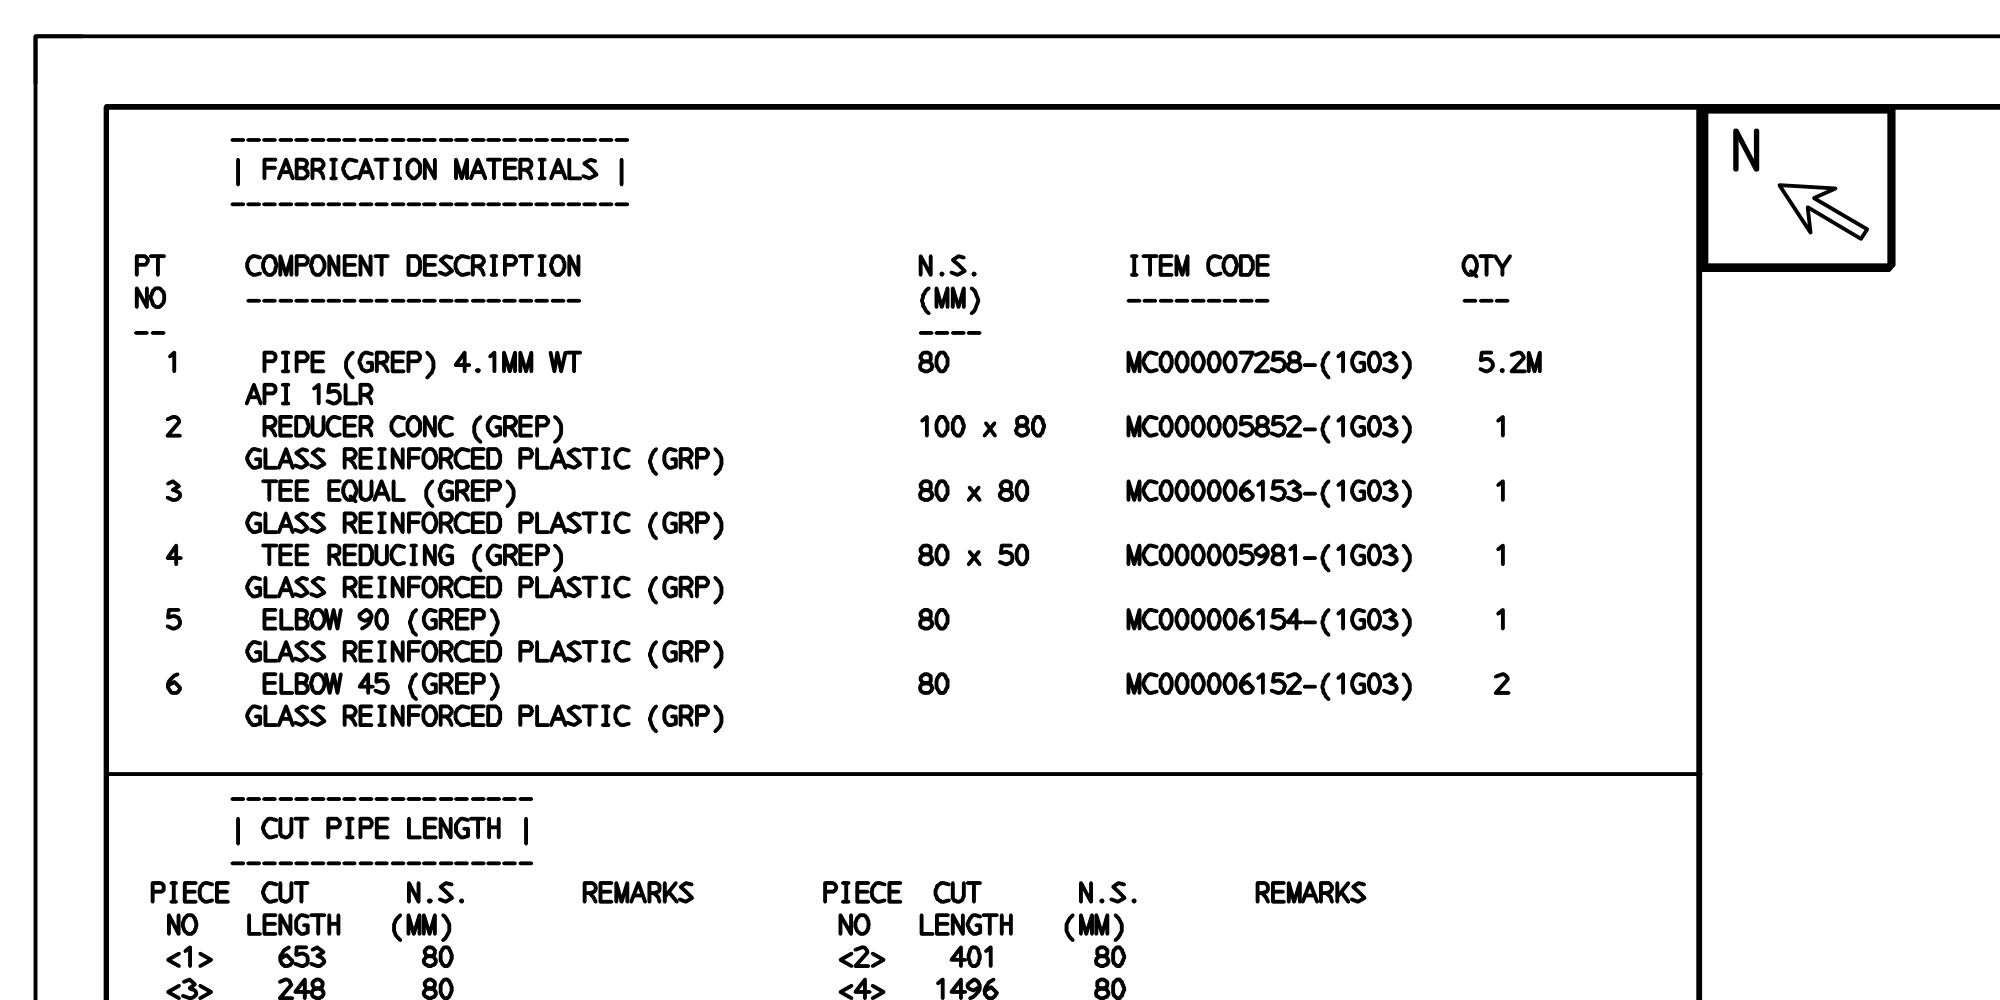 ------------------------- 
| FABRICATION MATERIALS |
-------------------------
N
PT COMPONENT DESCRIPTION N.S. ITEM CODE QTY
NO --------------------- (MM) --------- ---
-- ----
1 PIPE (GREP) 4.1MM WT 80 MC000007258-(1G03) 5.2M
API 15LR
2 REDUCER CONC (GREP) 100 x 80 MC000005852-(1G03) 1
GLASS REINFORCED PLASTIC (GRP)
3 TEE EQUAL (GREP) 80 x 80 MC000006153-(1G03) 1
GLASS REINFORCED PLASTIC (GRP)
4 TEE REDUCING (GREP) 80 x 50 MC000005981-(1G03) 1
GLASS REINFORCED PLASTIC (GRP)
5 ELBOW 90 (GREP) 80 MC000006154-(1G03) 1
GLASS REINFORCED PLASTIC (GRP)
6 ELBOW 45 (GREP) 80 MC000006152-(1G03) 2
GLASS REINFORCED PLASTIC (GRP)
-------------------
| CUT PIPE LENGTH |
-------------------
PIECE CUT N.S. REMARKS PIECE CUT N.S. REMARKS
NO LENGTH (MM) NO LENGTH (MM)
<1> 653 80 <2> 401 80
<3> 248 80 <4> 1496 80